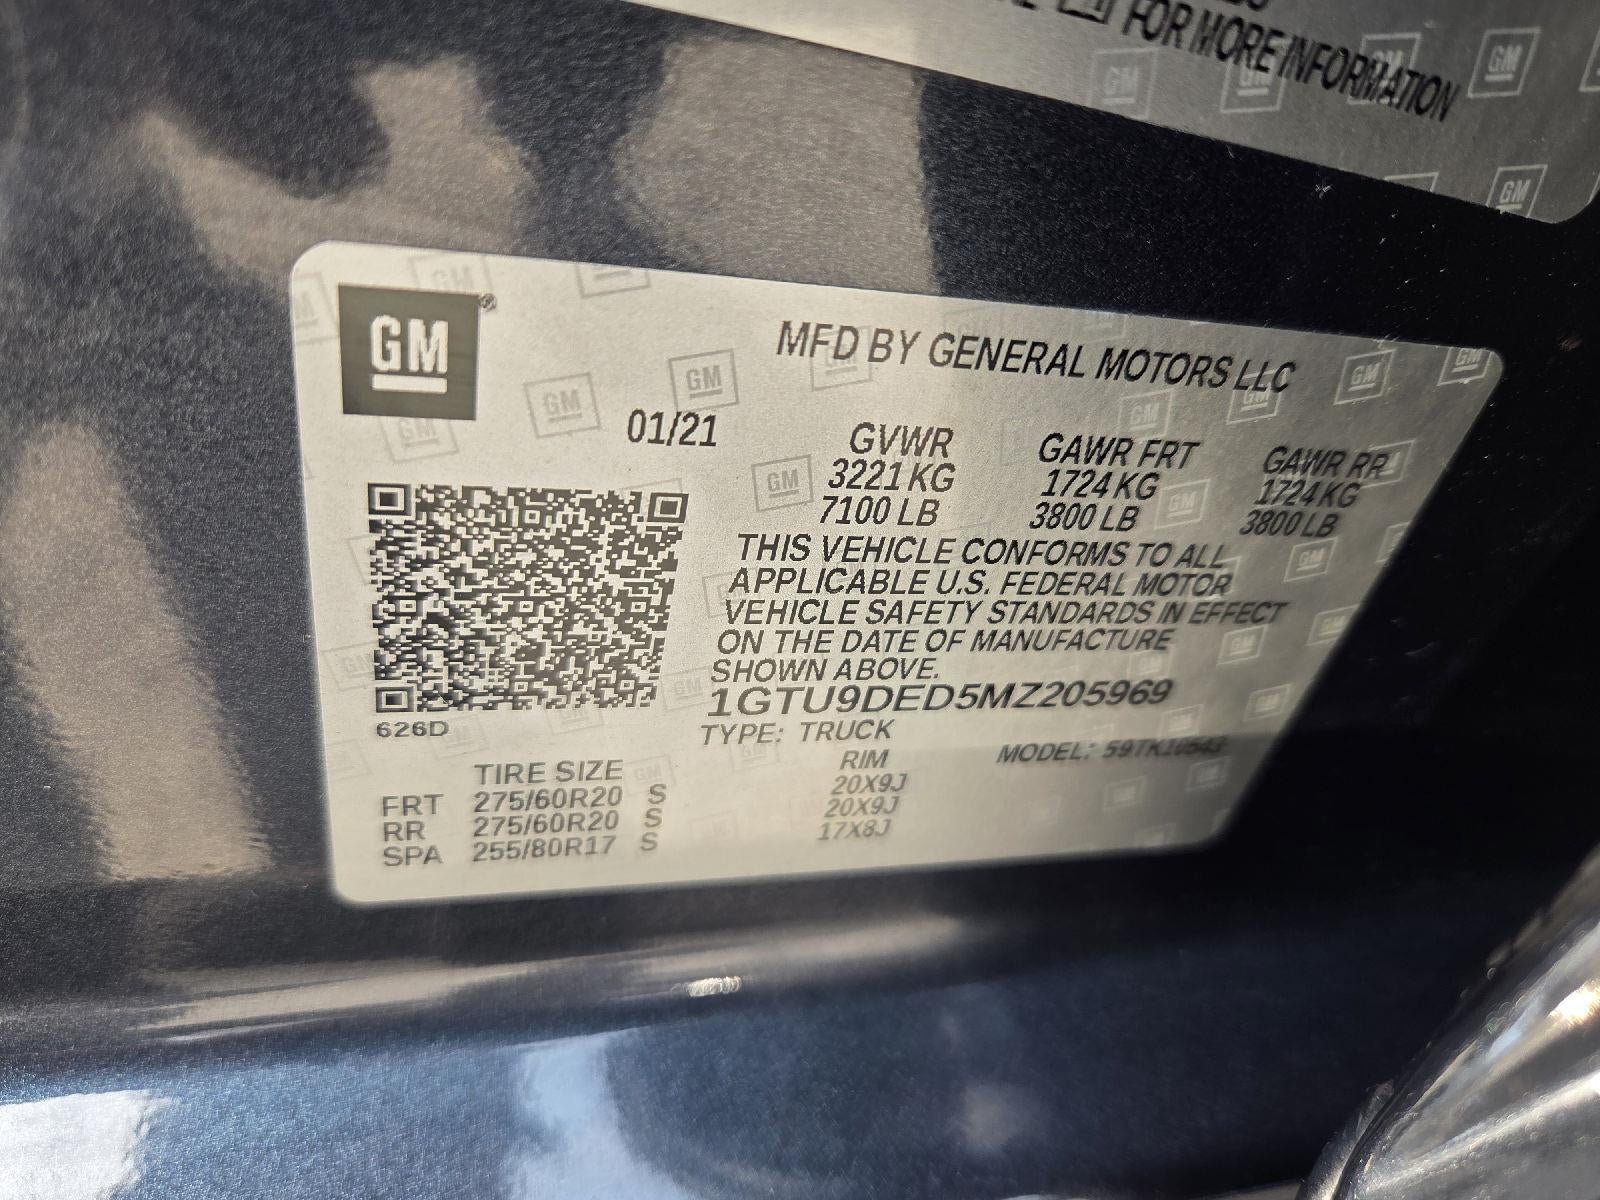 FOR MORE INFORMATION
GM®
MFD BY GENERAL MOTORS LLC
01/21
GVWR GAWR FRT GAWR RR
3221 KG 1724 KG 1724 KG
7100 LB 3800 LB 3800 LB
THIS VEHICLE CONFORMS TO ALL
APPLICABLE U.S. FEDERAL MOTOR
VEHICLE SAFETY STANDARDS IN EFFECT
ON THE DATE OF MANUFACTURE
SHOWN ABOVE.
1GTU9DED5MZ205969
626D
TYPE: TRUCK
MODEL: 59TK10543
TIRE SIZE RIM
FRT 275/60R20 S 20X9J
RR 275/60R20 S 20X9J
SPA 255/80R17 S 17X8J